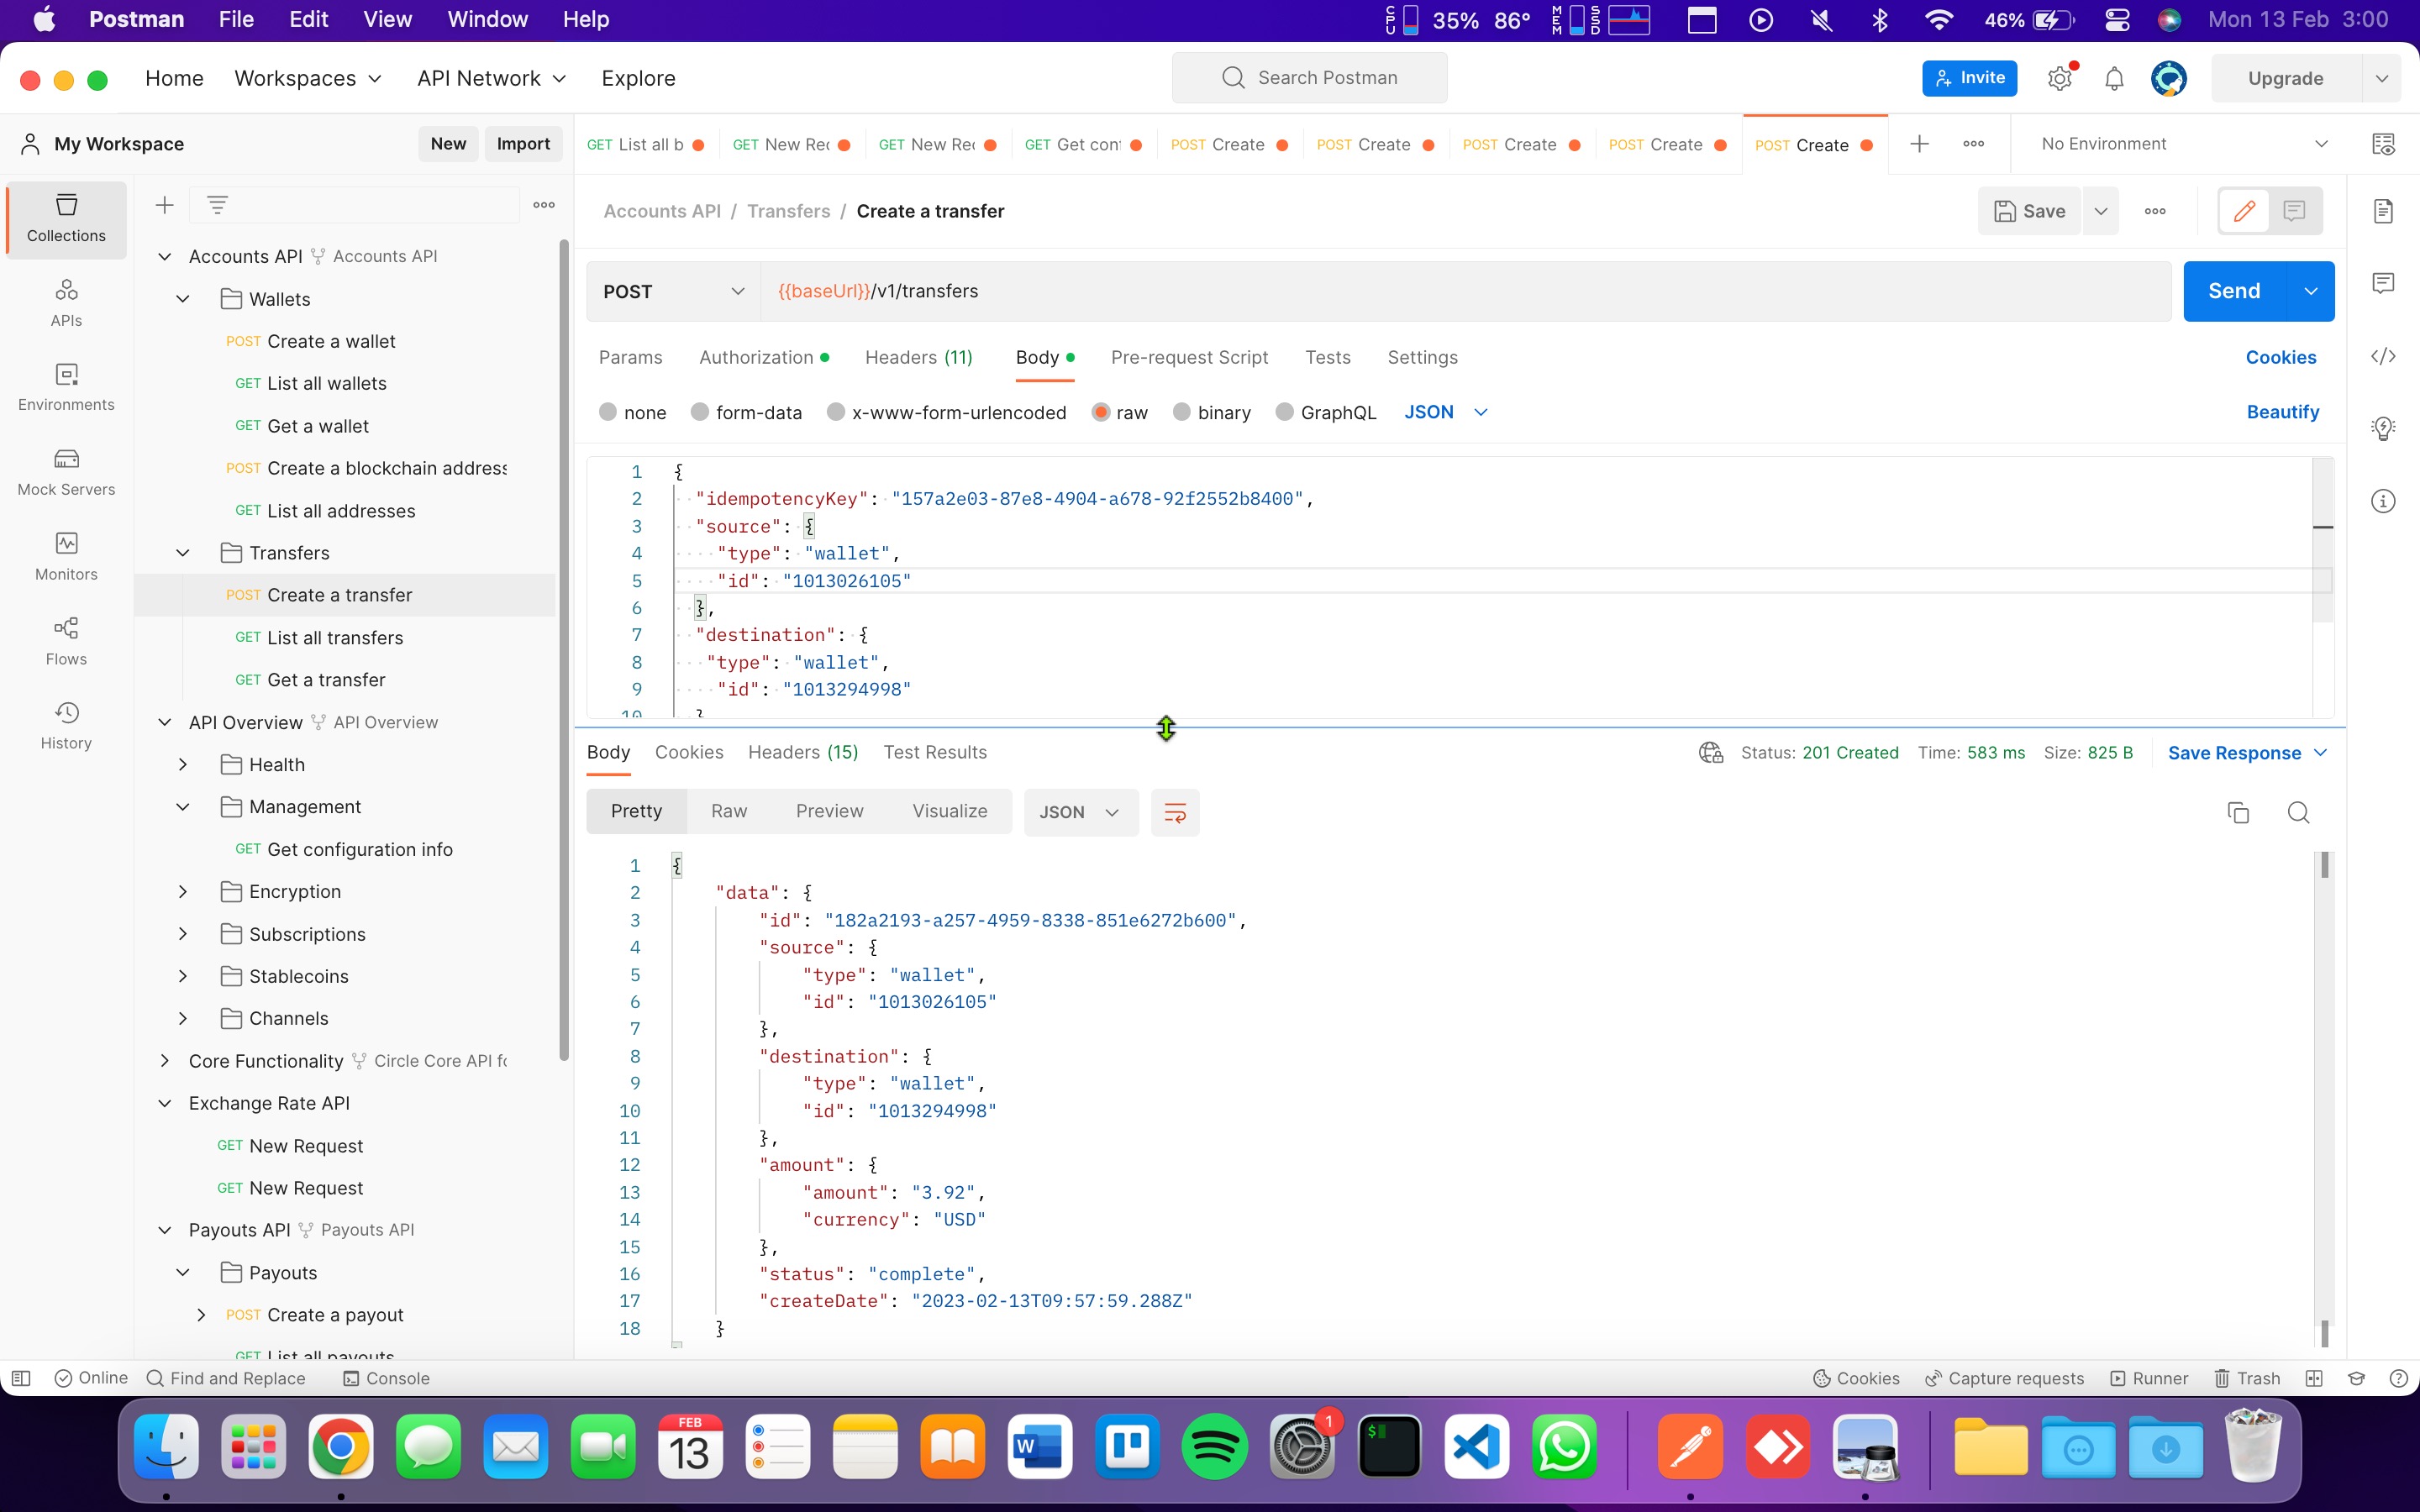 Postman File Edit View Window Help
CPU 35% 86° MEM SSD 46% Mon 13 Feb 3:00
Home Workspaces API Network Explore Search Postman Invite Upgrade
My Workspace New Import
GET List all b GET New Re GET New Re GET Get con POST Create POST Create POST Create POST Create POST Create No Environment
Collections
APIs
Environments
Mock Servers
Monitors
Flows
History
Accounts API Accounts API
Wallets
POST Create a wallet
GET List all wallets
GET Get a wallet
POST Create a blockchain address
GET List all addresses
Transfers
POST Create a transfer
GET List all transfers
GET Get a transfer
API Overview API Overview
Health
Management
GET Get configuration info
Encryption
Subscriptions
Stablecoins
Channels
Core Functionality Circle Core API fo
Exchange Rate API
GET New Request
GET New Request
Payouts API Payouts API
Payouts
POST Create a payout
GET List all payouts
Accounts API / Transfers / Create a transfer Save
POST {{baseUrl}}/v1/transfers Send
Params Authorization Headers (11) Body Pre-request Script Tests Settings Cookies
none form-data x-www-form-urlencoded raw binary GraphQL JSON Beautify
1 {
2 "idempotencyKey": "157a2e03-87e8-4904-a678-92f2552b8400",
3 "source": {
4 "type": "wallet",
5 "id": "1013026105"
6 },
7 "destination": {
8 "type": "wallet",
9 "id": "1013294998"
10 }
Body Cookies Headers (15) Test Results Status: 201 Created Time: 583 ms Size: 825 B Save Response
Pretty Raw Preview Visualize JSON
1 {
2 "data": {
3 "id": "182a2193-a257-4959-8338-851e6272b600",
4 "source": {
5 "type": "wallet",
6 "id": "1013026105"
7 },
8 "destination": {
9 "type": "wallet",
10 "id": "1013294998"
11 },
12 "amount": {
13 "amount": "3.92",
14 "currency": "USD"
15 },
16 "status": "complete",
17 "createDate": "2023-02-13T09:57:59.288Z"
18 }
Online Find and Replace Console Cookies Capture requests Runner Trash
FEB
13
W
1
$